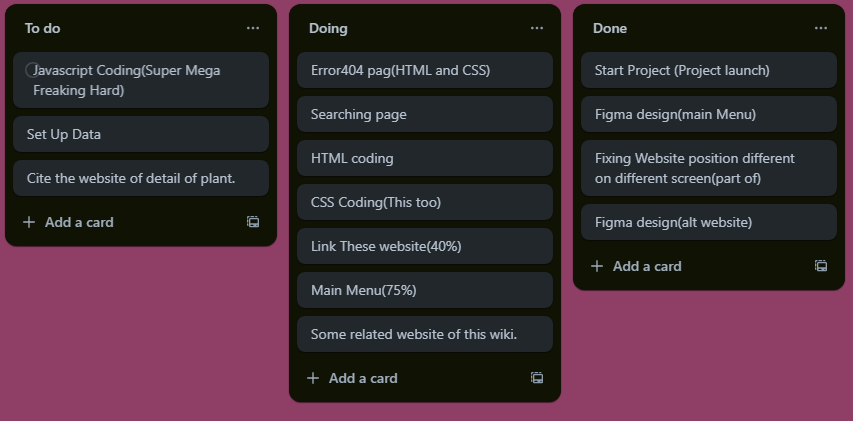 To do
Javascript Coding(Super Mega
Freaking Hard)
Set Up Data
Cite the website of detail of plant.
Add a card
Doing
Error404 pag(HTML and CSS)
Searching page
HTML coding
CSS Coding(This too)
Link These website(40%)
Main Menu(75%)
Some related website of this wiki.
Add a card
Done
Start Project (Project launch)
Figma design(main Menu)
Fixing Website position different
on different screen(part of)
Figma design(alt website)
Add a card